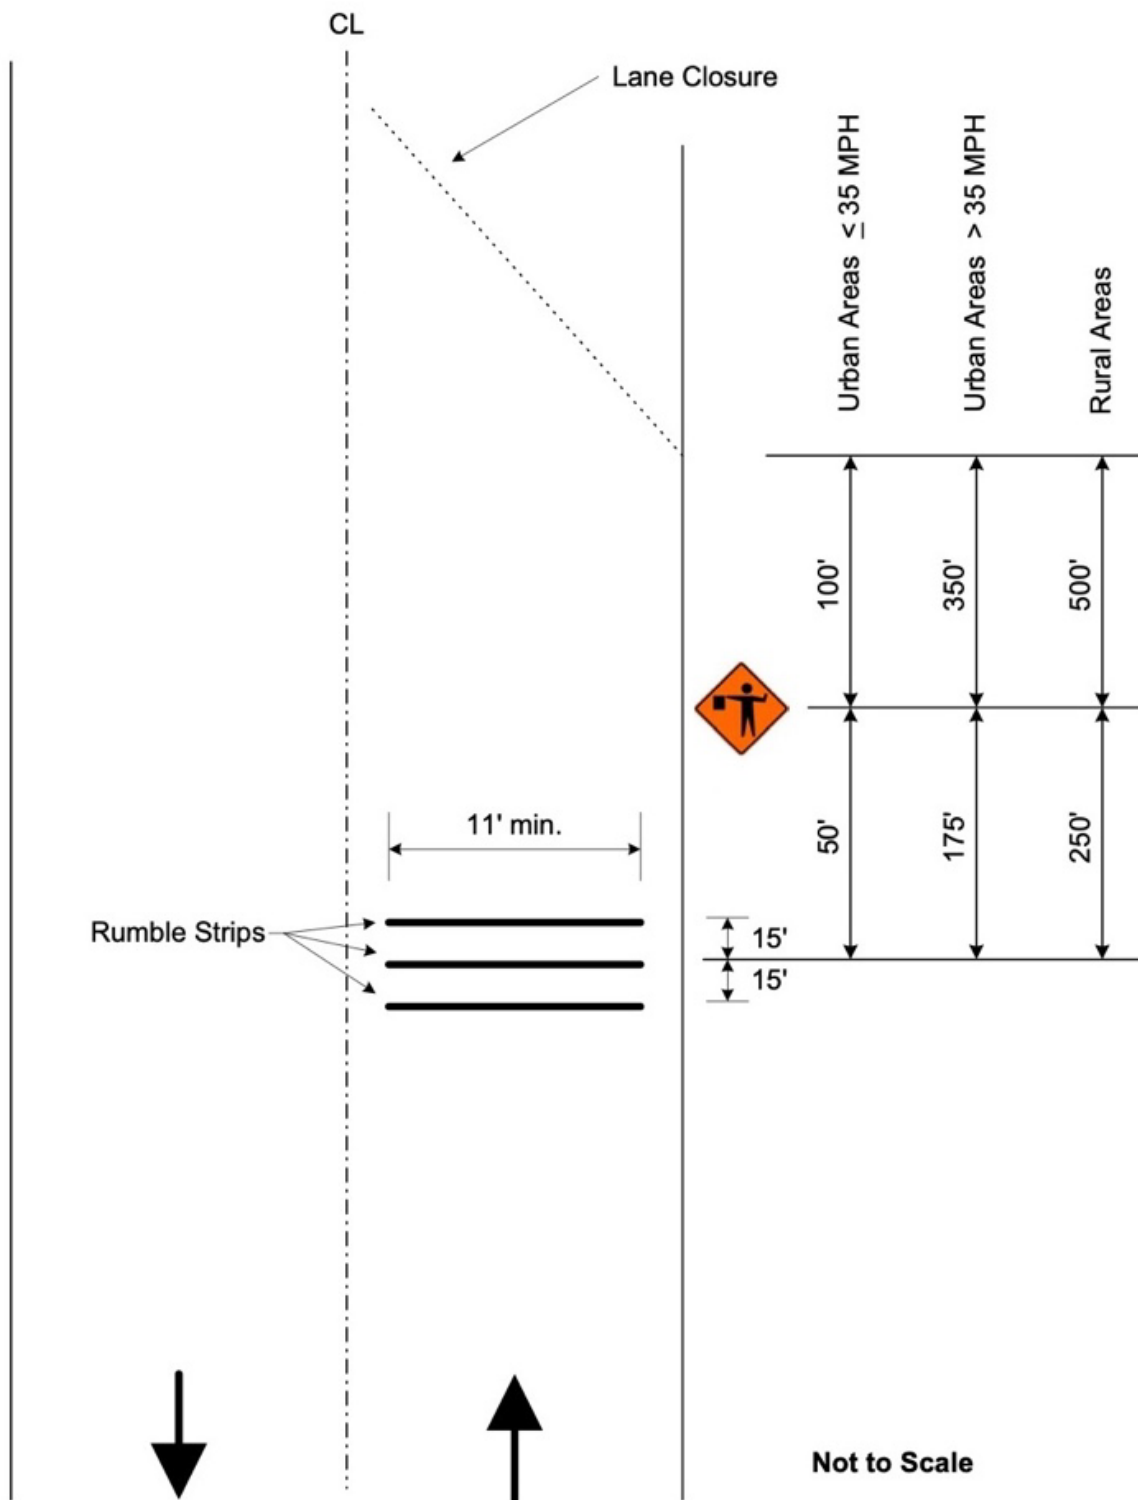 CL
Lane Closure
Urban Areas ≤ 35 MPH
Urban Areas > 35 MPH
Rural Areas
100'
350'
500'
11' min.
50'
175'
250'
Rumble Strips
15'
15'
Not to Scale